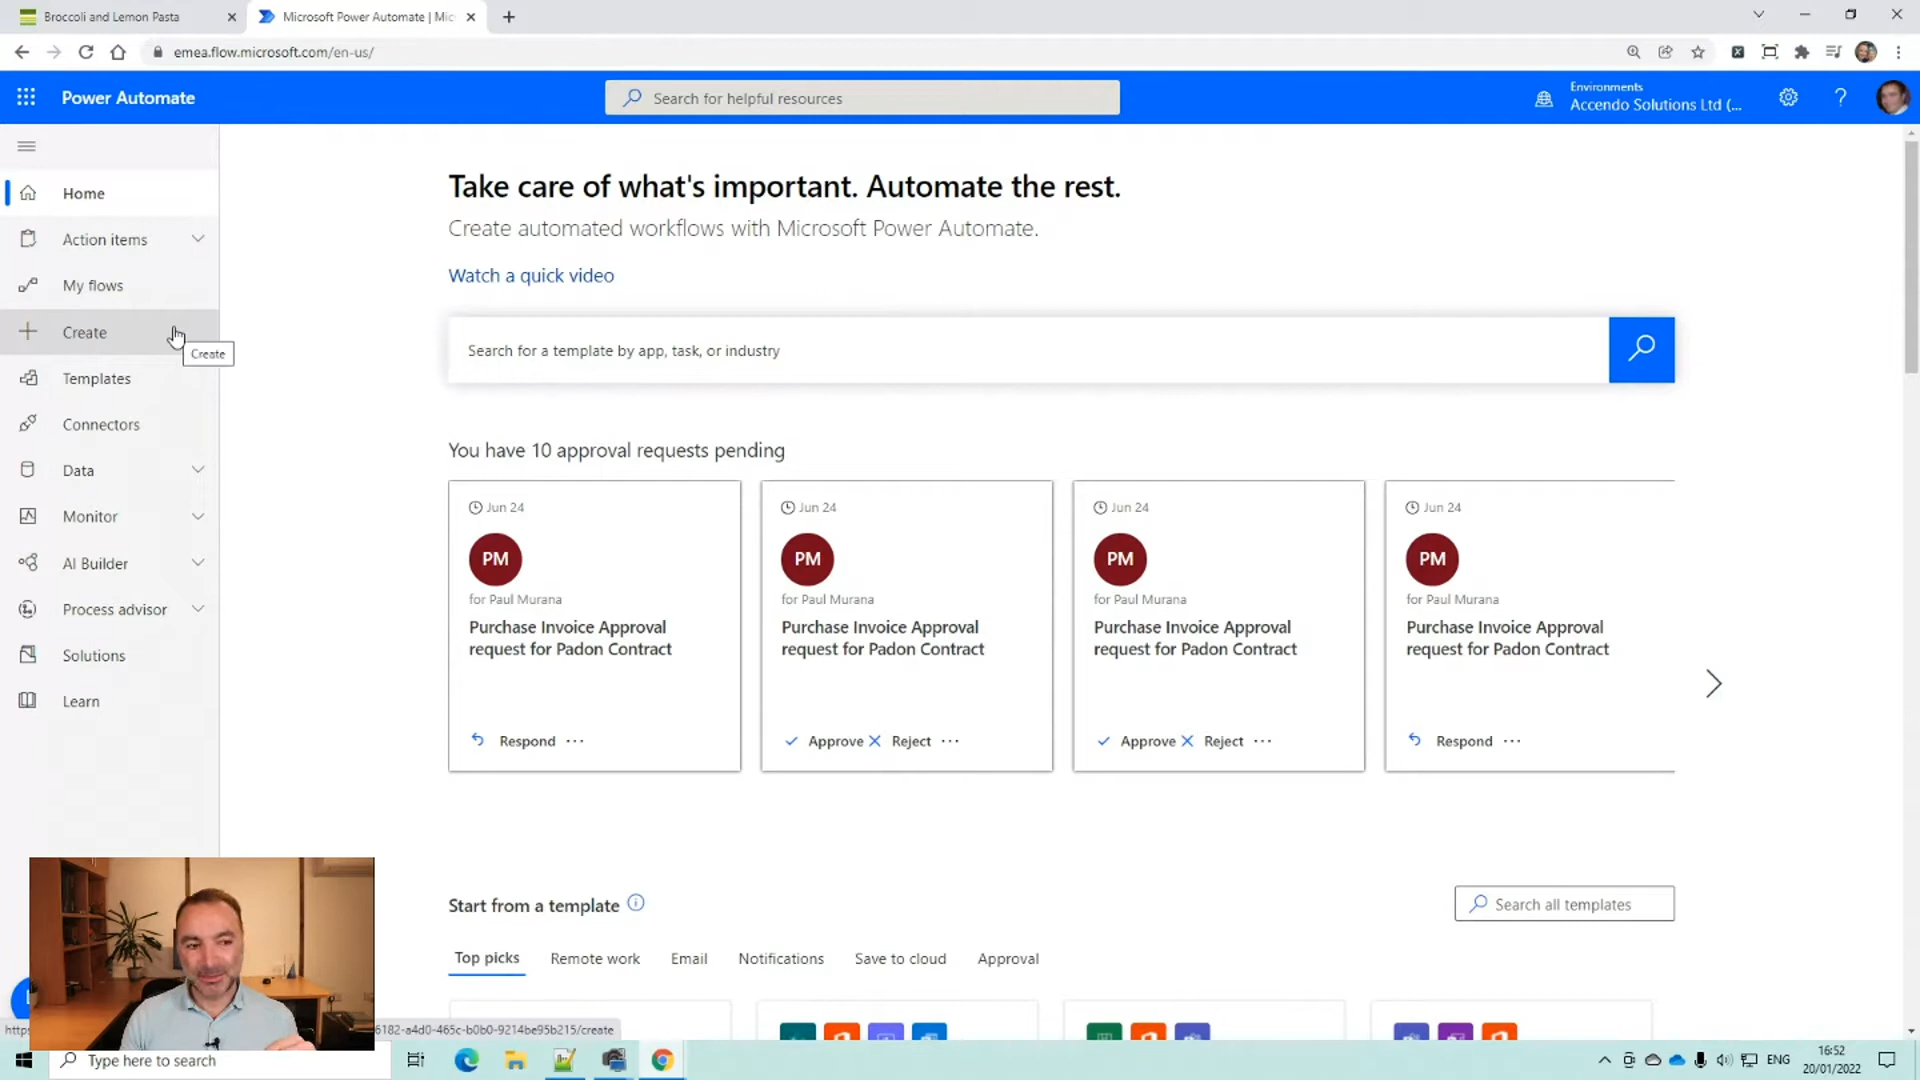 Broccoli and Lemon Pasta
Microsoft Power Automate | Mic
emea.flow.microsoft.com/en-us/
Power Automate
Search for helpful resources
Environments
Accendo Solutions Ltd (...
Home
Action items
My flows
Create
Create
Templates
Connectors
Data
Monitor
AI Builder
Process advisor
Solutions
Learn
Take care of what's important. Automate the rest.
Create automated workflows with Microsoft Power Automate.
Watch a quick video
Search for a template by app, task, or industry
You have 10 approval requests pending
Jun 24
PM
for Paul Murana
Purchase Invoice Approval
request for Padon Contract
Respond ...
Jun 24
PM
for Paul Murana
Purchase Invoice Approval
request for Padon Contract
Approve Reject ...
Jun 24
PM
for Paul Murana
Purchase Invoice Approval
request for Padon Contract
Approve Reject ...
Jun 24
PM
for Paul Murana
Purchase Invoice Approval
request for Padon Contract
Respond ...
Start from a template
Search all templates
Top picks Remote work Email Notifications Save to cloud Approval
https
6182-a4d0-465c-b0b0-9214be95b215/create
Type here to search
ENG
16:52
20/01/2022